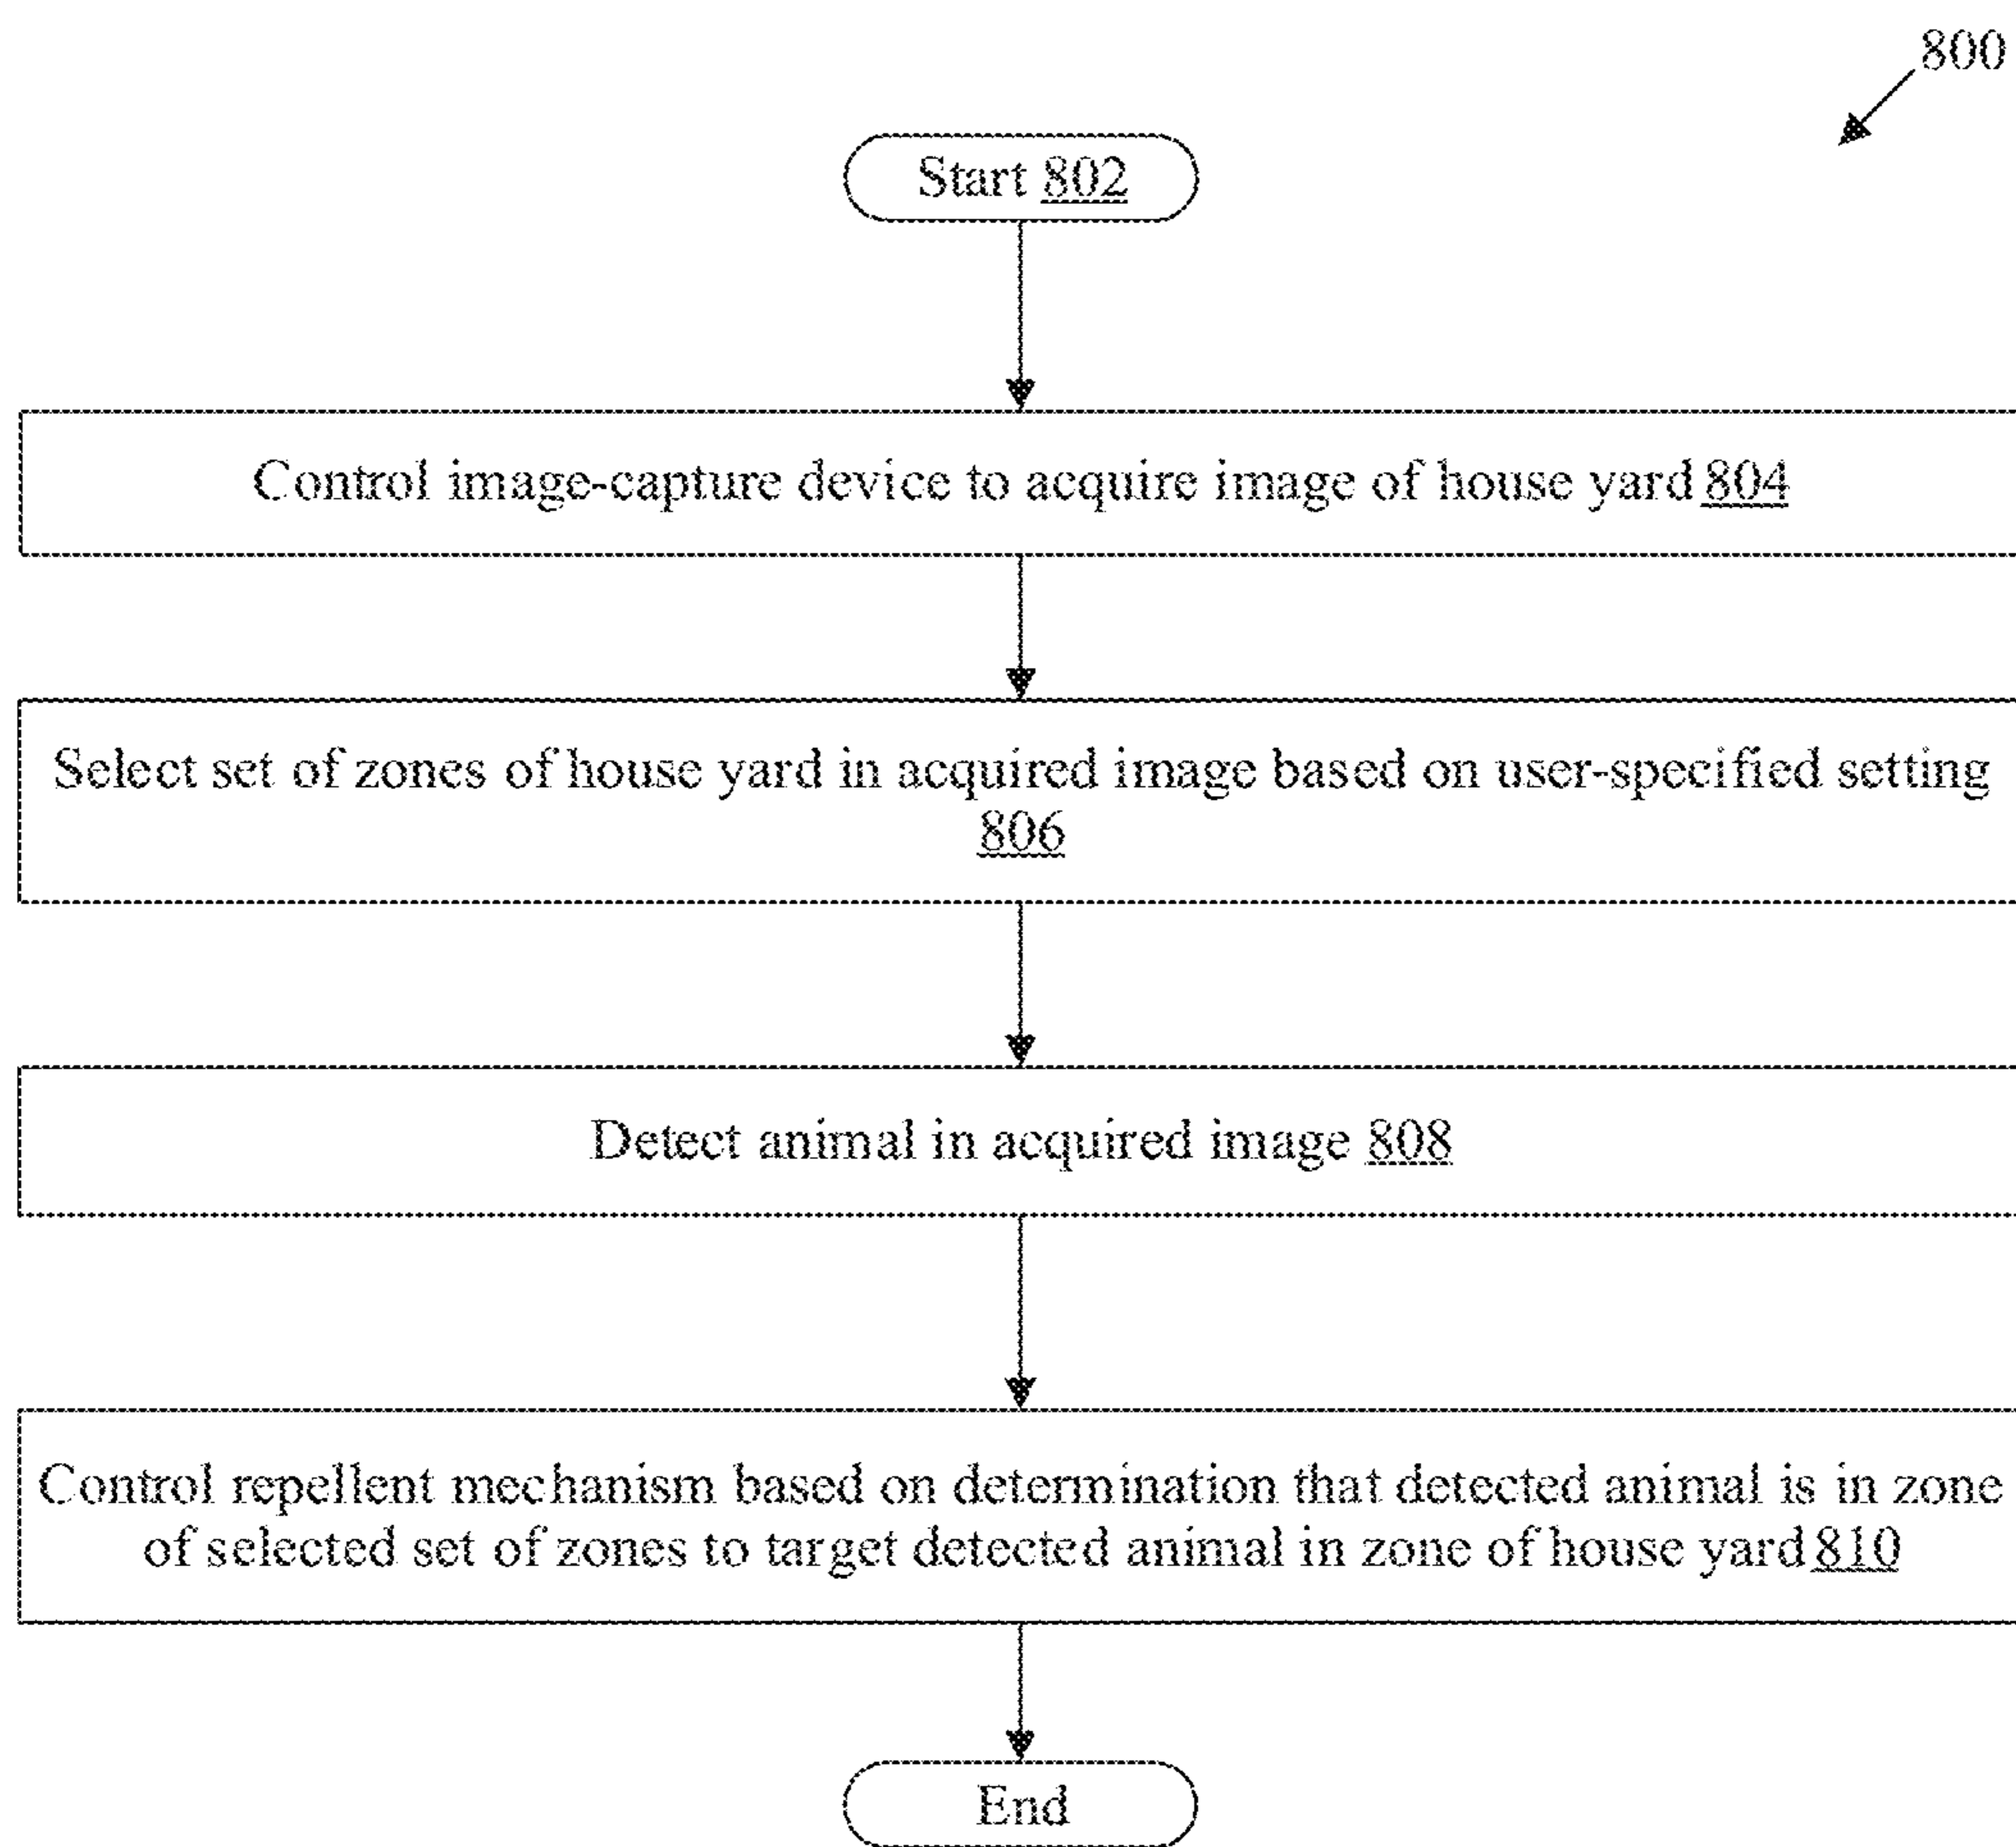 800
Start 802
Control image-capture device to acquire image of house yard 804
Select set of zones of house yard in acquired image based on user-specified setting
806
Detect animal in acquired image 808
Control repellent mechanism based on determination that detected animal is in zone
of selected set of zones to target detected animal in zone of house yard 810
End